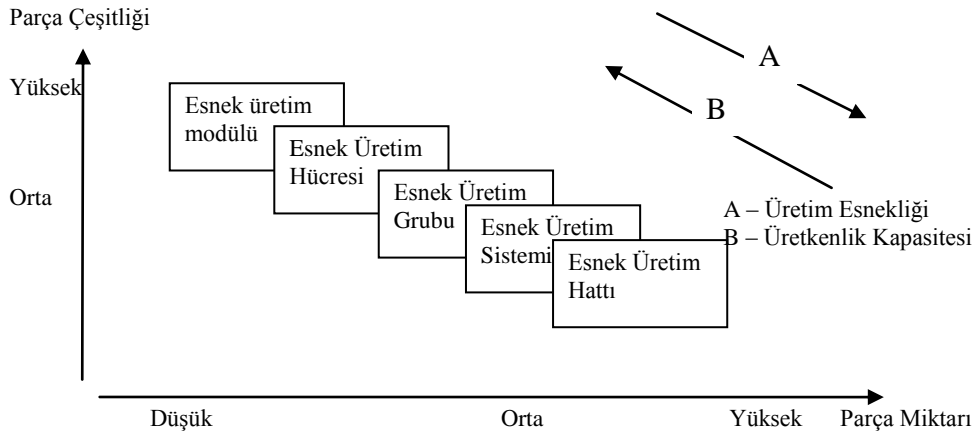 Parça Çeşitliği
Yüksek
Orta
Esnek üretim
modülü
Esnek Üretim
Hücresi
Esnek Üretim
Grubu
Esnek Üretim
Sistemi
Esnek Üretim
Hattı
A
B
A – Üretim Esnekliği
B – Üretkenlik Kapasitesi
Düşük Orta Yüksek Parça Miktarı